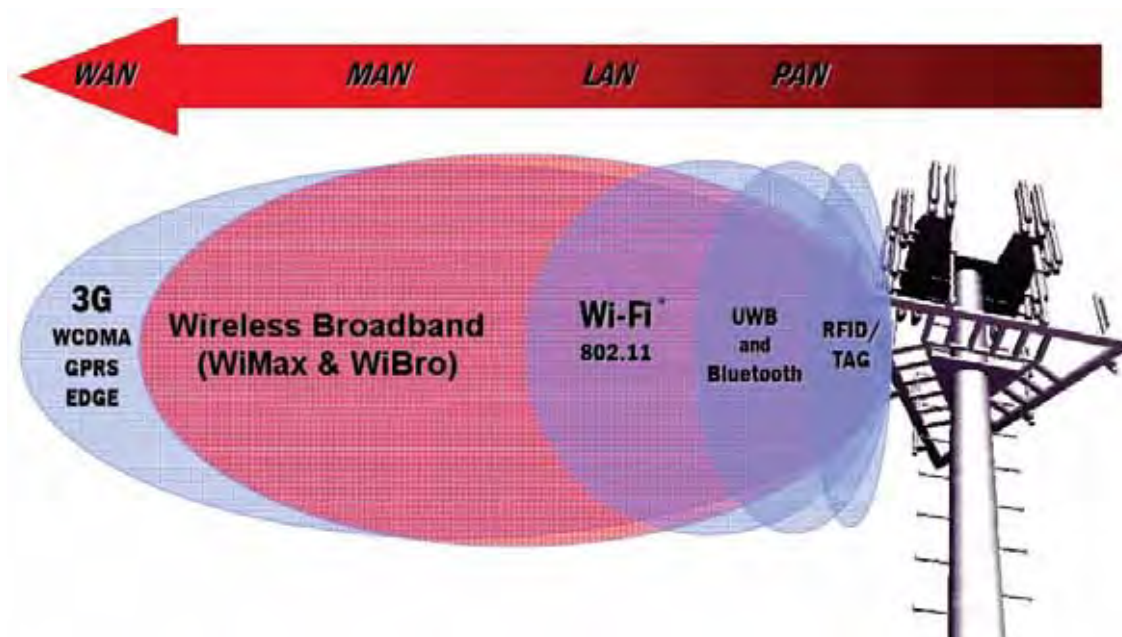 WAN MAN LAN PAN
3G
WCDMA
GPRS
EDGE
Wireless Broadband
(WiMax & WiBro)
Wi-Fi*
802.11
UWB
and
Bluetooth
RFID/
TAG